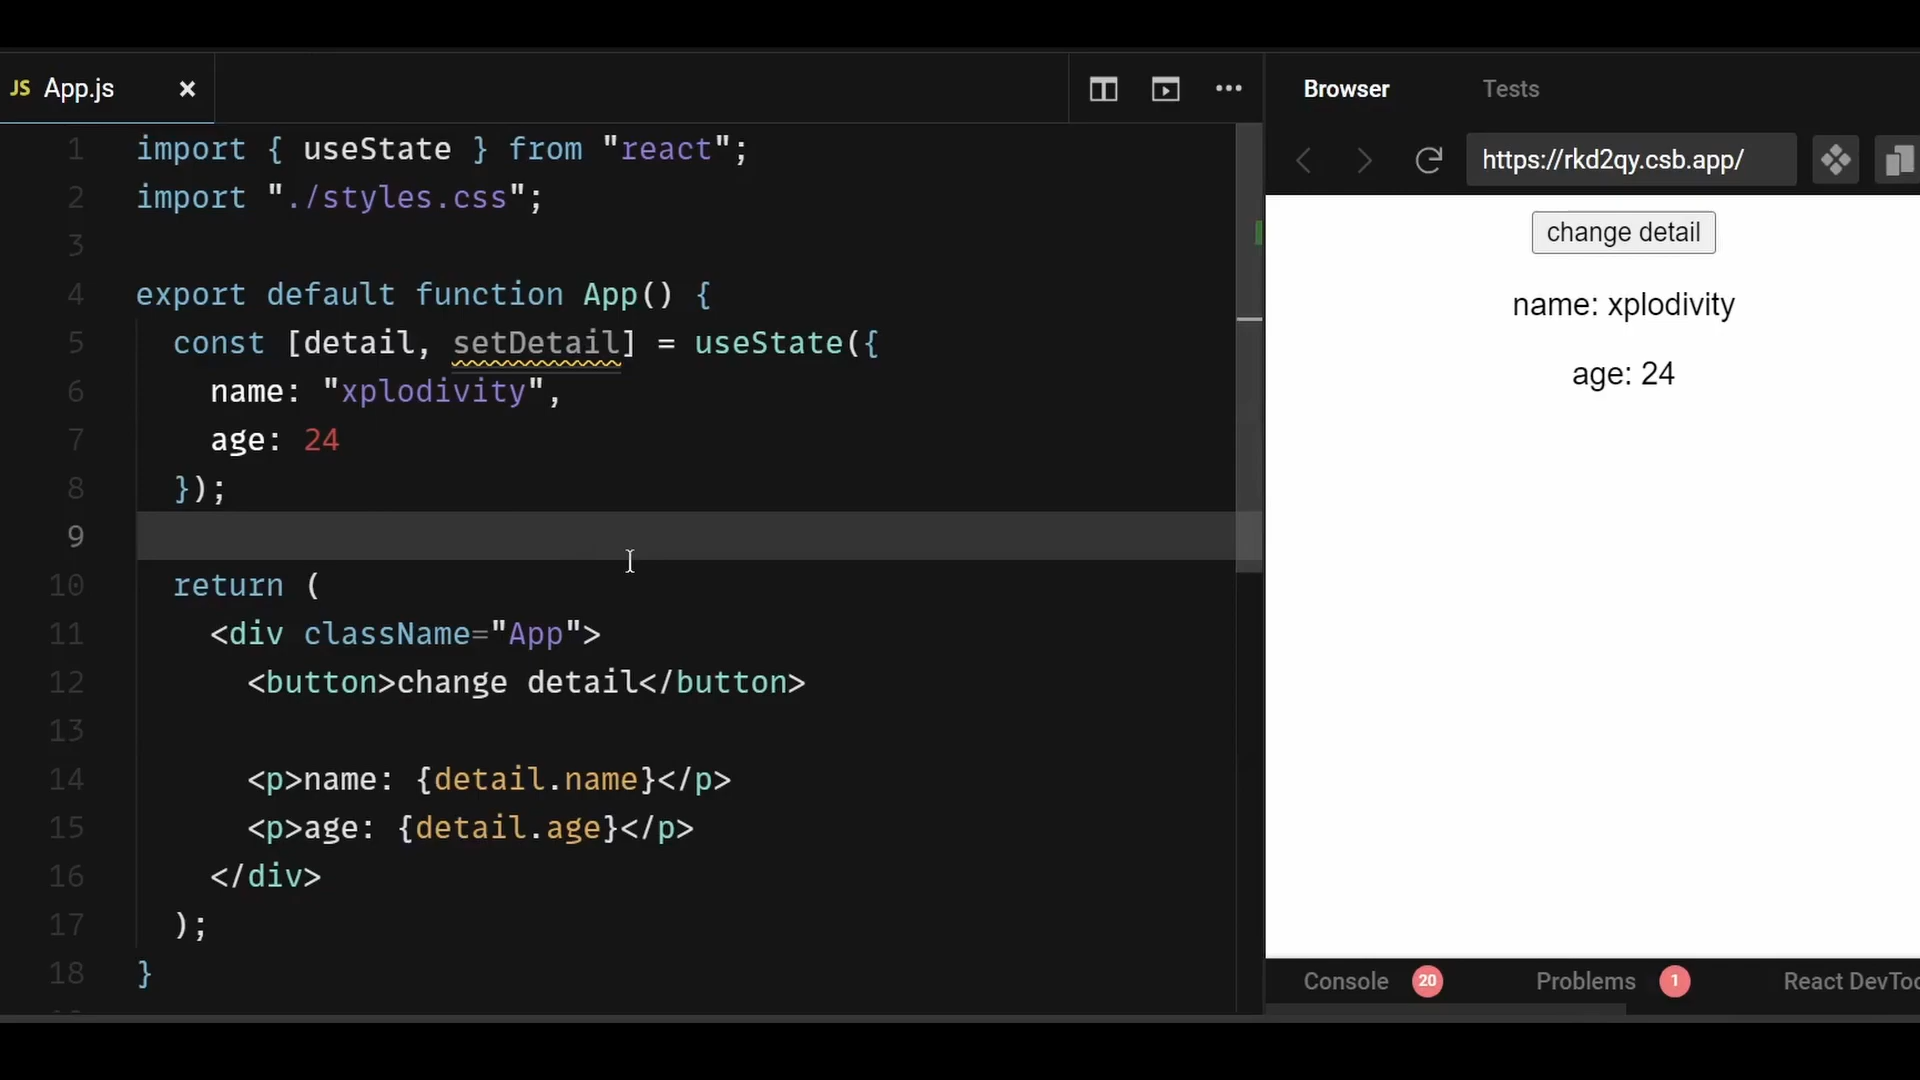 JS App.js ×
1 import { useState } from "react";
2 import "./styles.css";
3
4 export default function App() {
5   const [detail, setDetail] = useState({
6     name: "xplodivity",
7     age: 24
8   });
9
10   return (
11     <div className="App">
12       <button>change detail</button>
13
14       <p>name: {detail.name}</p>
15       <p>age: {detail.age}</p>
16     </div>
17   );
18 }
Browser Tests
https://rkd2qy.csb.app/
change detail
name: xplodivity
age: 24
Console 20 Problems 1 React DevToo